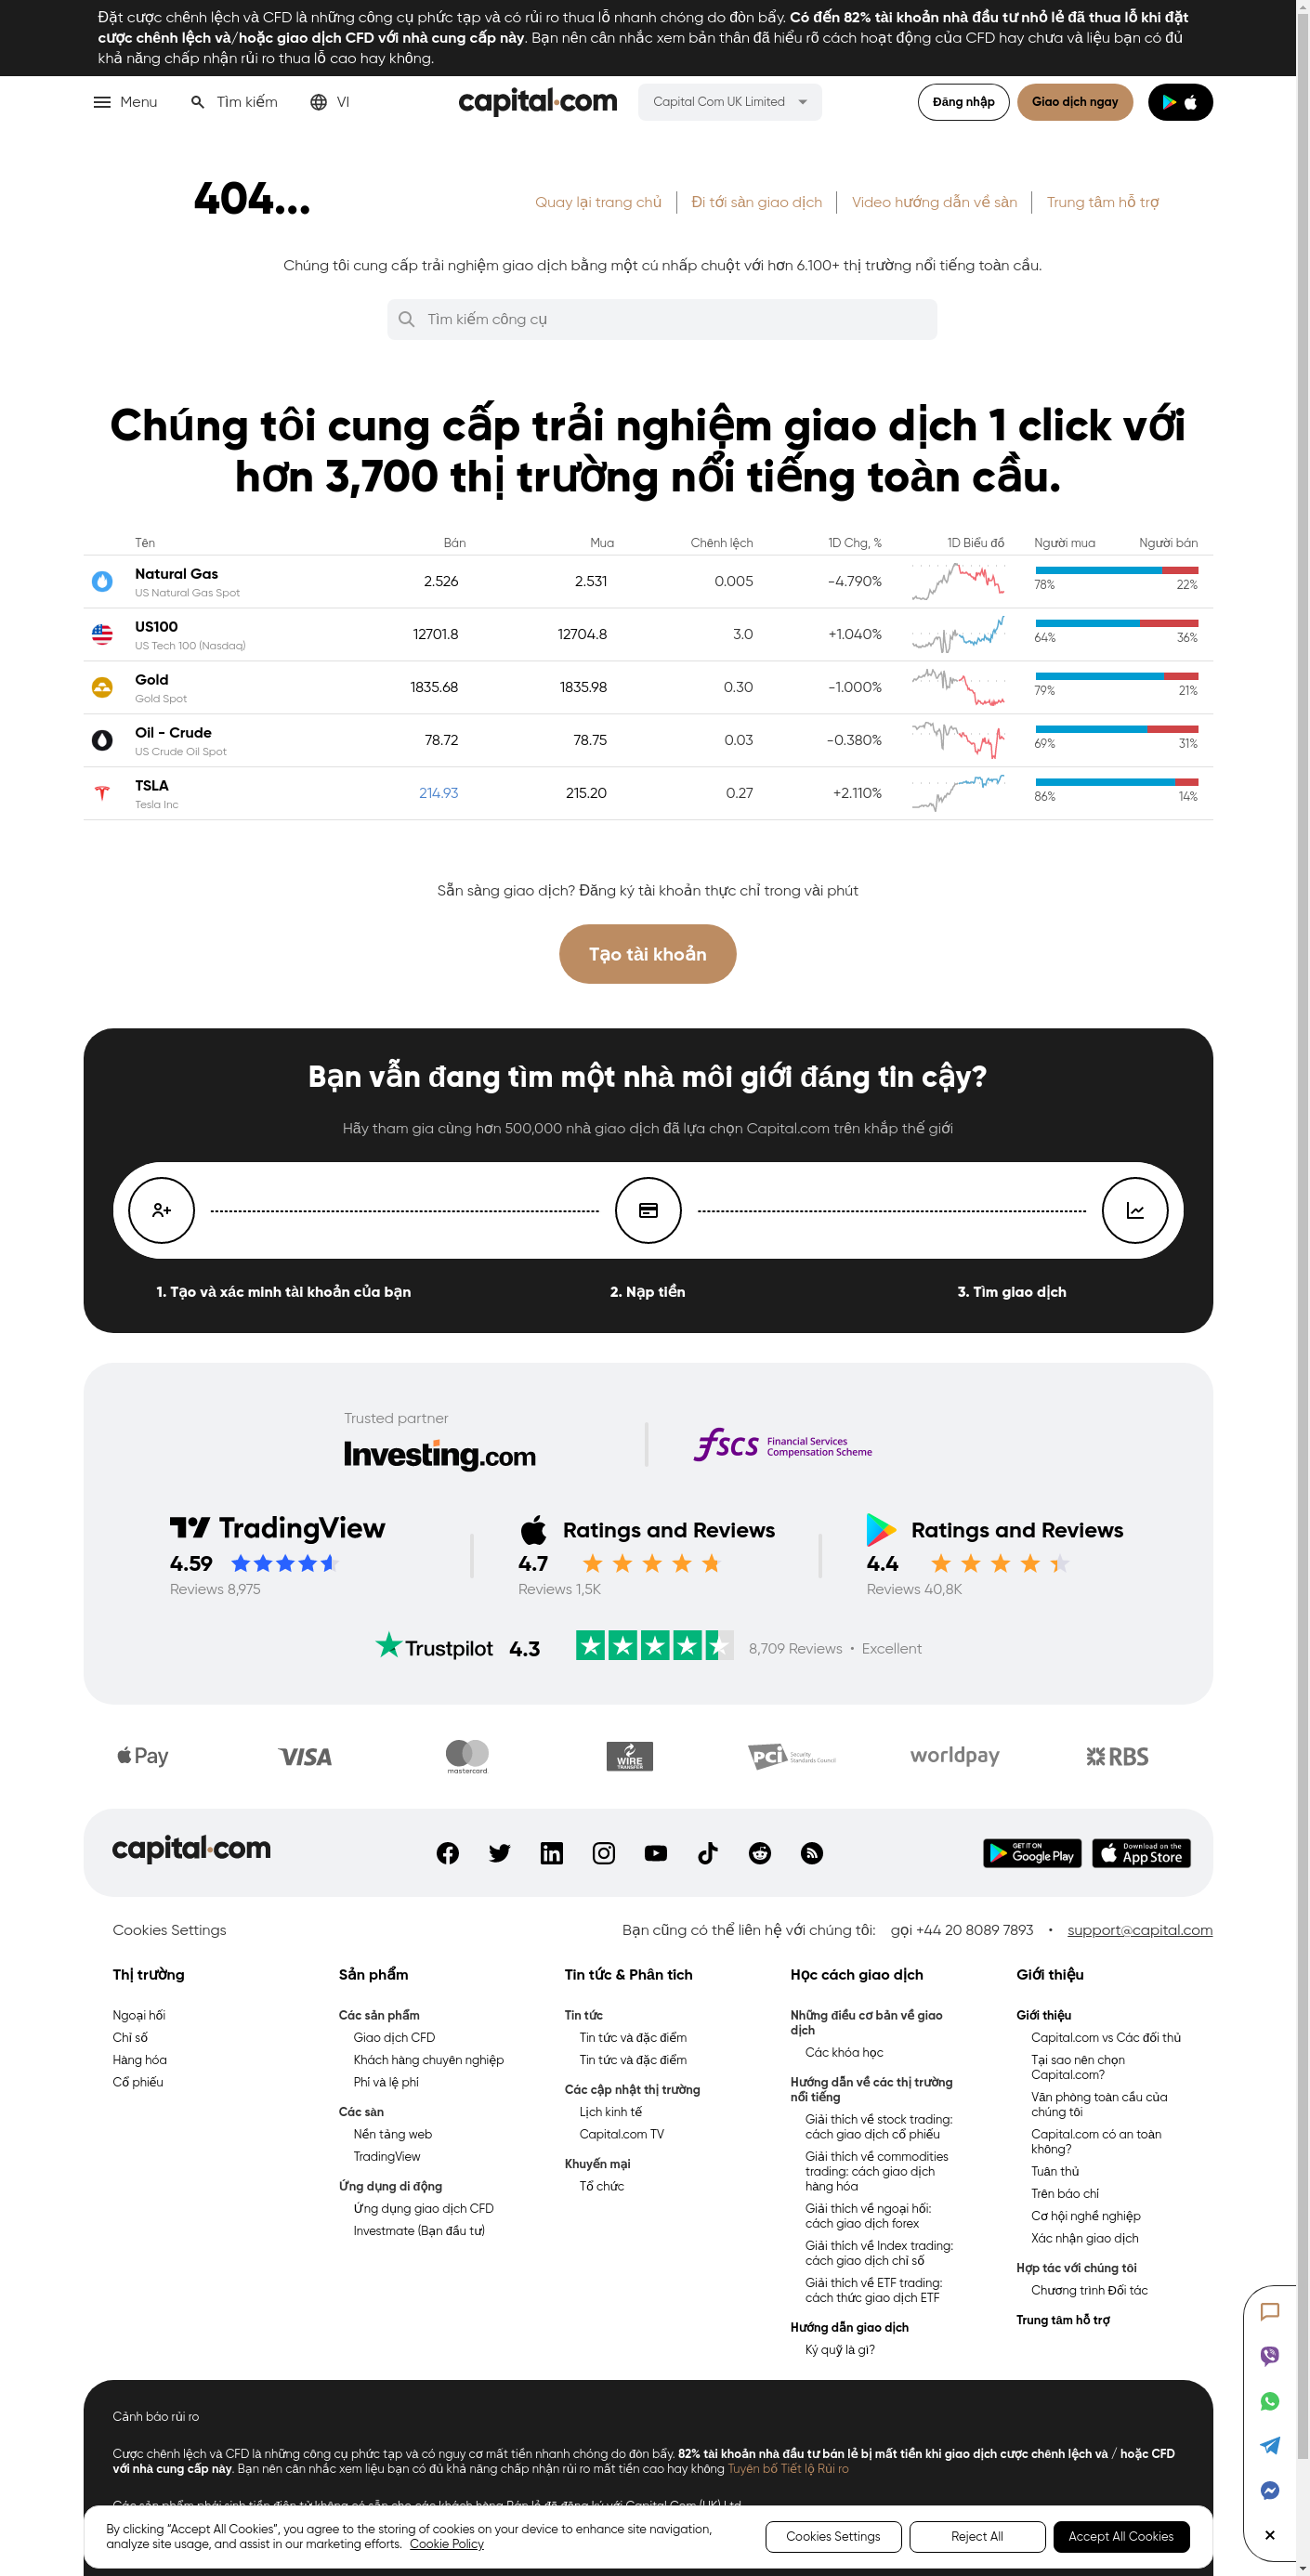 Đặt cược chênh lệch và CFD là những công cụ phức tạp và có rủi ro thua lỗ nhanh chóng do đòn bẩy. Có đến 82% tài khoản nhà đầu tư nhỏ lẻ đã thua lỗ khi đặt
cược chênh lệch và/hoặc giao dịch CFD với nhà cung cấp này. Bạn nên cân nhắc xem bản thân đã hiểu rõ cách hoạt động của CFD hay chưa và liệu bạn có đủ
khả năng chấp nhận rủi ro thua lỗ cao hay không.
Menu Tìm kiếm VI capital.com Capital Com UK Limited Đăng nhập Giao dịch ngay
404...
Quay lại trang chủ Đi tới sàn giao dịch Video hướng dẫn về sàn Trung tâm hỗ trợ
Chúng tôi cung cấp trải nghiệm giao dịch bằng một cú nhấp chuột với hơn 6.100+ thị trường nổi tiếng toàn cầu.
Tìm kiếm công cụ
Chúng tôi cung cấp trải nghiệm giao dịch 1 click với
hơn 3,700 thị trường nổi tiếng toàn cầu.
Tên Bán Mua Chênh lệch 1D Chg, % 1D Biểu đồ Người mua Người bán
Natural Gas 2.526 2.531 0.005 -4.790%
US Natural Gas Spot 78% 22%
US100 12701.8 12704.8 3.0 +1.040%
US Tech 100 (Nasdaq) 64% 36%
Gold 1835.68 1835.98 0.30 -1.000%
Gold Spot 79% 21%
Oil - Crude 78.72 78.75 0.03 -0.380%
US Crude Oil Spot 69% 31%
TSLA 214.93 215.20 0.27 +2.110%
Tesla Inc 86% 14%
Sẵn sàng giao dịch? Đăng ký tài khoản thực chỉ trong vài phút
Tạo tài khoản
Bạn vẫn đang tìm một nhà môi giới đáng tin cậy?
Hãy tham gia cùng hơn 500,000 nhà giao dịch đã lựa chọn Capital.com trên khắp thế giới
1. Tạo và xác minh tài khoản của bạn 2. Nạp tiền 3. Tìm giao dịch
Trusted partner
Investing.com
fscs Financial Services
Compensation Scheme
TradingView
4.59
Reviews 8,975
Ratings and Reviews
4.7
Reviews 1,5K
Ratings and Reviews
4.4
Reviews 40,8K
Trustpilot 4.3 8,709 Reviews • Excellent
Pay VISA mastercard. WIRE TRANSFER PCI Security Standards Council worldpay RBS
capital.com GET IT ON Google Play Download on the App Store
Cookies Settings Bạn cũng có thể liên hệ với chúng tôi: gọi +44 20 8089 7893 • support@capital.com
Thị trường
Ngoại hối
Chỉ số
Hàng hóa
Cổ phiếu
Sản phẩm
Các sản phẩm
Giao dịch CFD
Khách hàng chuyên nghiệp
Phí và lệ phí
Các sàn
Nền tảng web
TradingView
Ứng dụng di động
Ứng dụng giao dịch CFD
Investmate (Bạn đầu tư)
Tin tức & Phân tích
Tin tức
Tin tức và đặc điểm
Tin tức và đặc điểm
Các cập nhật thị trường
Lịch kinh tế
Capital.com TV
Khuyến mại
Tổ chức
Học cách giao dịch
Những điều cơ bản về giao
dịch
Các khóa học
Hướng dẫn về các thị trường
nổi tiếng
Giải thích về stock trading:
cách giao dịch cổ phiếu
Giải thích về commodities
trading: cách giao dịch
hàng hóa
Giải thích về ngoại hối:
cách giao dịch forex
Giải thích về Index trading:
cách giao dịch chỉ số
Giải thích về ETF trading:
cách thức giao dịch ETF
Hướng dẫn giao dịch
Ký quỹ là gì?
Giới thiệu
Giới thiệu
Capital.com vs Các đối thủ
Tại sao nên chọn
Capital.com?
Văn phòng toàn cầu của
chúng tôi
Capital.com có an toàn
không?
Tuân thủ
Trên báo chí
Cơ hội nghề nghiệp
Xác nhận giao dịch
Hợp tác với chúng tôi
Chương trình Đối tác
Trung tâm hỗ trợ
Cảnh báo rủi ro
Cược chênh lệch và CFD là những công cụ phức tạp và có nguy cơ mất tiền nhanh chóng do đòn bẩy. 82% tài khoản nhà đầu tư bán lẻ bị mất tiền khi giao dịch cược chênh lệch và / hoặc CFD
với nhà cung cấp này. Bạn nên cân nhắc xem liệu bạn có đủ khả năng chấp nhận rủi ro mất tiền cao hay không Tuyên bố Tiết lộ Rủi ro
By clicking “Accept All Cookies”, you agree to the storing of cookies on your device to enhance site navigation,
analyze site usage, and assist in our marketing efforts. Cookie Policy
Cookies Settings Reject All Accept All Cookies